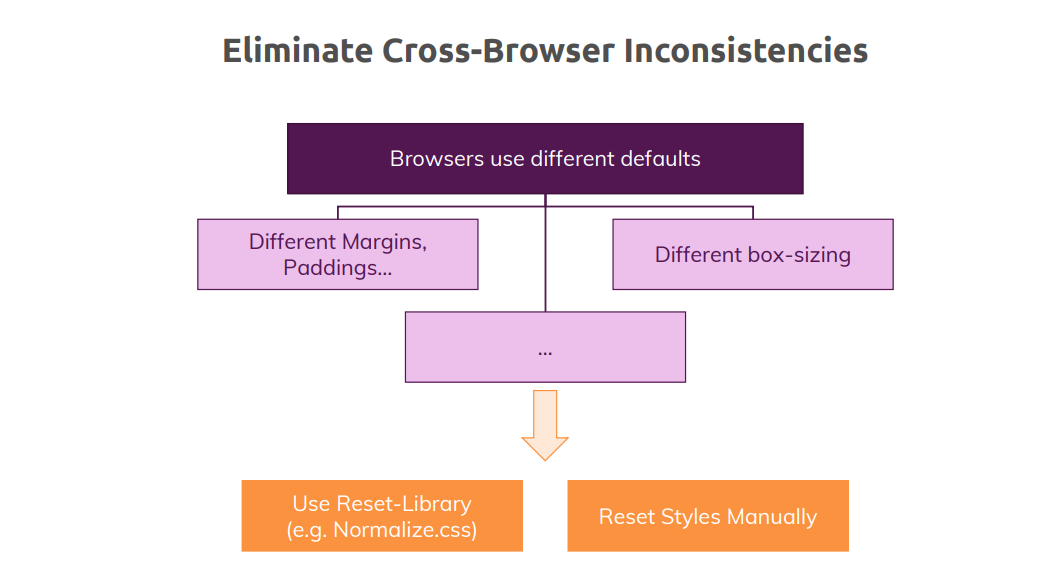 Eliminate Cross-Browser Inconsistencies
Browsers use different defaults
Different Margins,
Paddings...
Different box-sizing
...
Use Reset-Library
(e.g. Normalize.css)
Reset Styles Manually